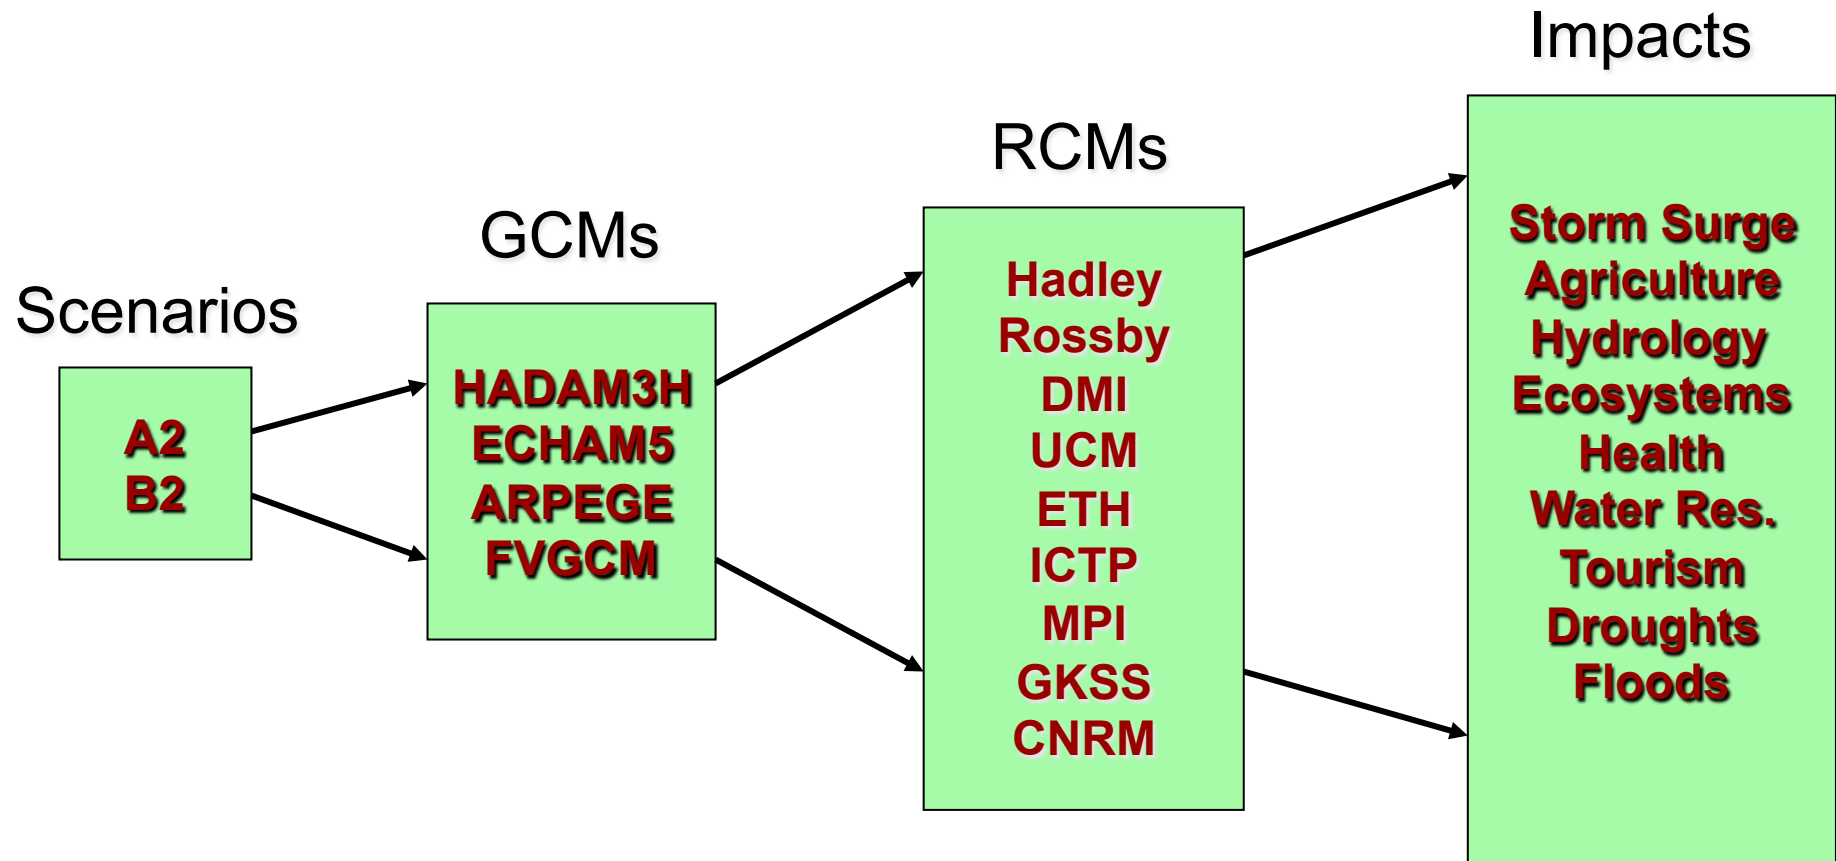 Scenarios
A2
B2
GCMs
HADAM3H
ECHAM5
ARPEGE
FVGCM
RCMs
Hadley
Rossby
DMI
UCM
ETH
ICTP
MPI
GKSS
CNRM
Impacts
Storm Surge
Agriculture
Hydrology
Ecosystems
Health
Water Res.
Tourism
Droughts
Floods